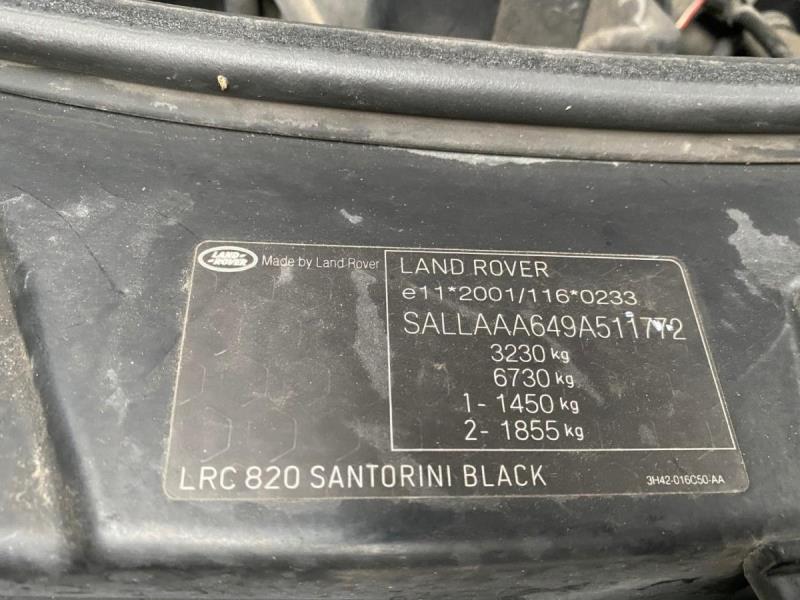 LAND ROVER
Made by Land Rover
LAND ROVER
e11*2001/116*0233
SALLAAA649A511772
3230 kg
6730 kg
1- 1450 kg
2- 1855 kg
LRC 820 SANTORINI BLACK
3H42-016C50-AA